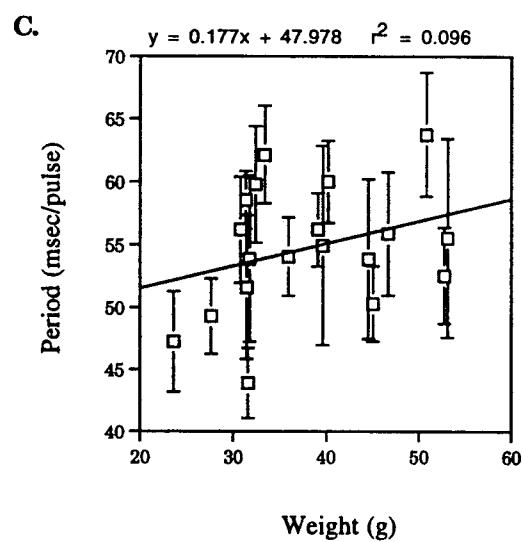 C.
y = 0.177x + 47.978 r² = 0.096
70
65
60
55
50
45
40
Period (msec/pulse)
20 30 40 50 60
Weight (g)